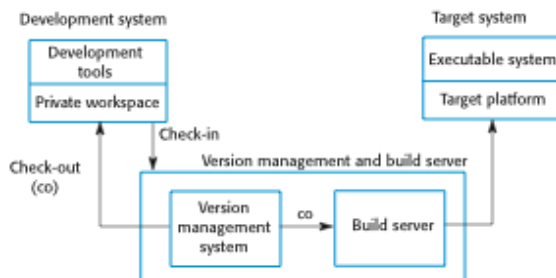 Development system
Target system
Development
tools
Private workspace
Executable system
Target platform
Check-in
Check-out
(co)
Version management and build server
Version
management
system
co
Build server